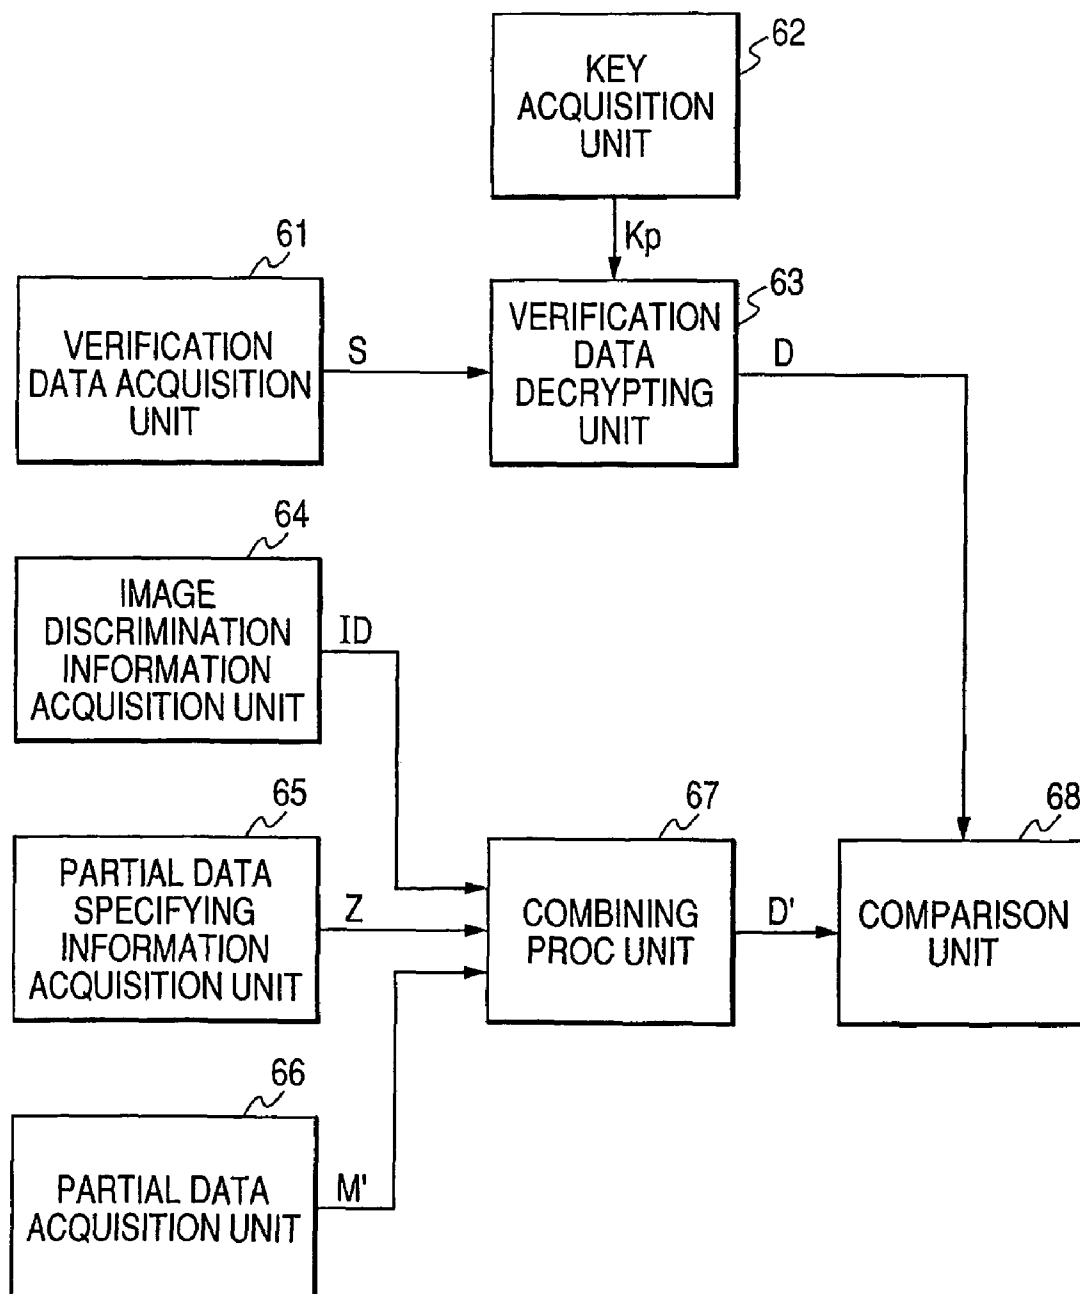 62
KEY
ACQUISITION
UNIT
Kp
61
VERIFICATION
DATA ACQUISITION
UNIT
S
63
VERIFICATION
DATA
DECRYPTING
UNIT
D
64
IMAGE
DISCRIMINATION
INFORMATION
ACQUISITION UNIT
ID
65
PARTIAL DATA
SPECIFYING
INFORMATION
ACQUISITION UNIT
Z
67
COMBINING
PROC UNIT
D'
68
COMPARISON
UNIT
66
PARTIAL DATA
ACQUISITION UNIT
M'